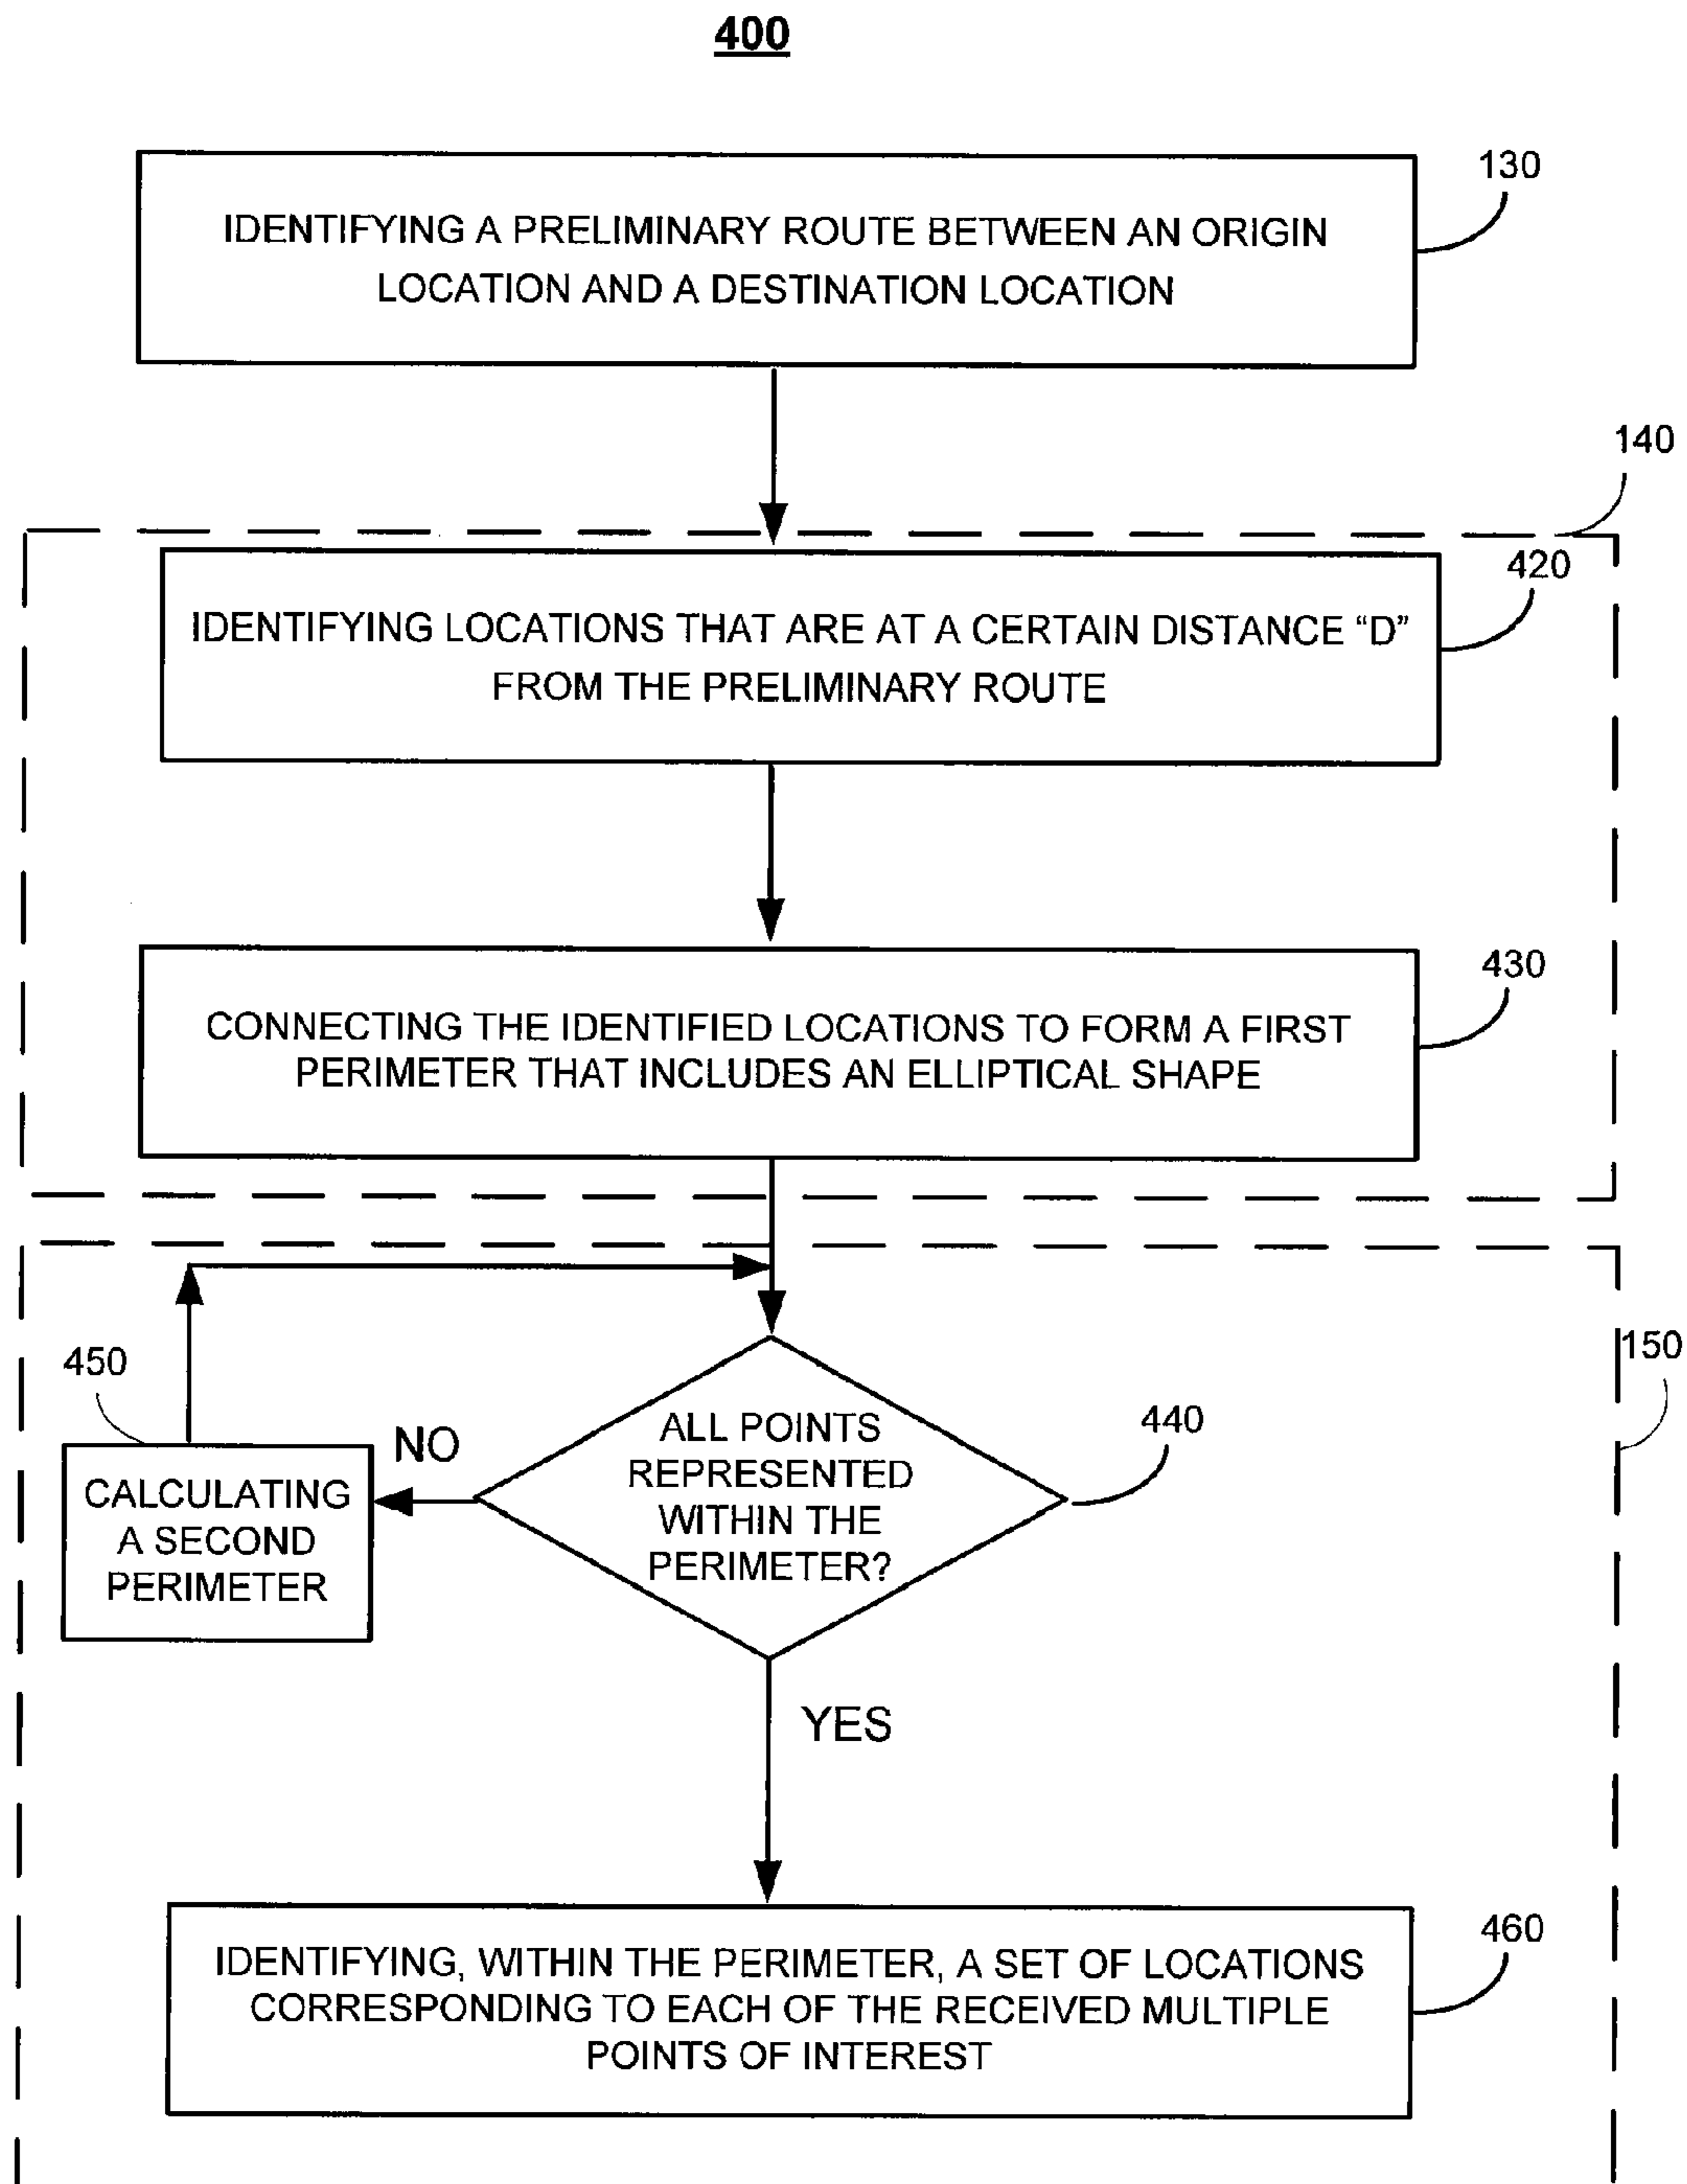 400
130
IDENTIFYING A PRELIMINARY ROUTE BETWEEN AN ORIGIN
LOCATION AND A DESTINATION LOCATION
140
420
IDENTIFYING LOCATIONS THAT ARE AT A CERTAIN DISTANCE “D”
FROM THE PRELIMINARY ROUTE
430
CONNECTING THE IDENTIFIED LOCATIONS TO FORM A FIRST
PERIMETER THAT INCLUDES AN ELLIPTICAL SHAPE
150
450
NO
CALCULATING
A SECOND
PERIMETER
440
ALL POINTS
REPRESENTED
WITHIN THE
PERIMETER?
YES
460
IDENTIFYING, WITHIN THE PERIMETER, A SET OF LOCATIONS
CORRESPONDING TO EACH OF THE RECEIVED MULTIPLE
POINTS OF INTEREST